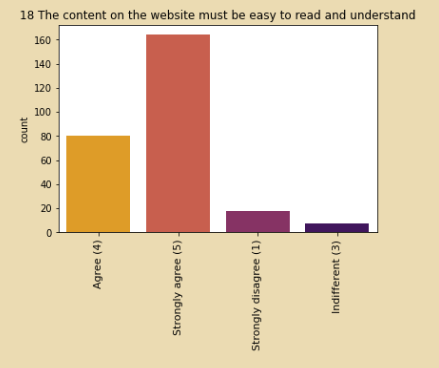 18 The content on the website must be easy to read and understand
160
140
120
100
80
60
40
20
0
count
Agree (4)
Strongly agree (5)
Strongly disagree (1)
Indifferent (3)